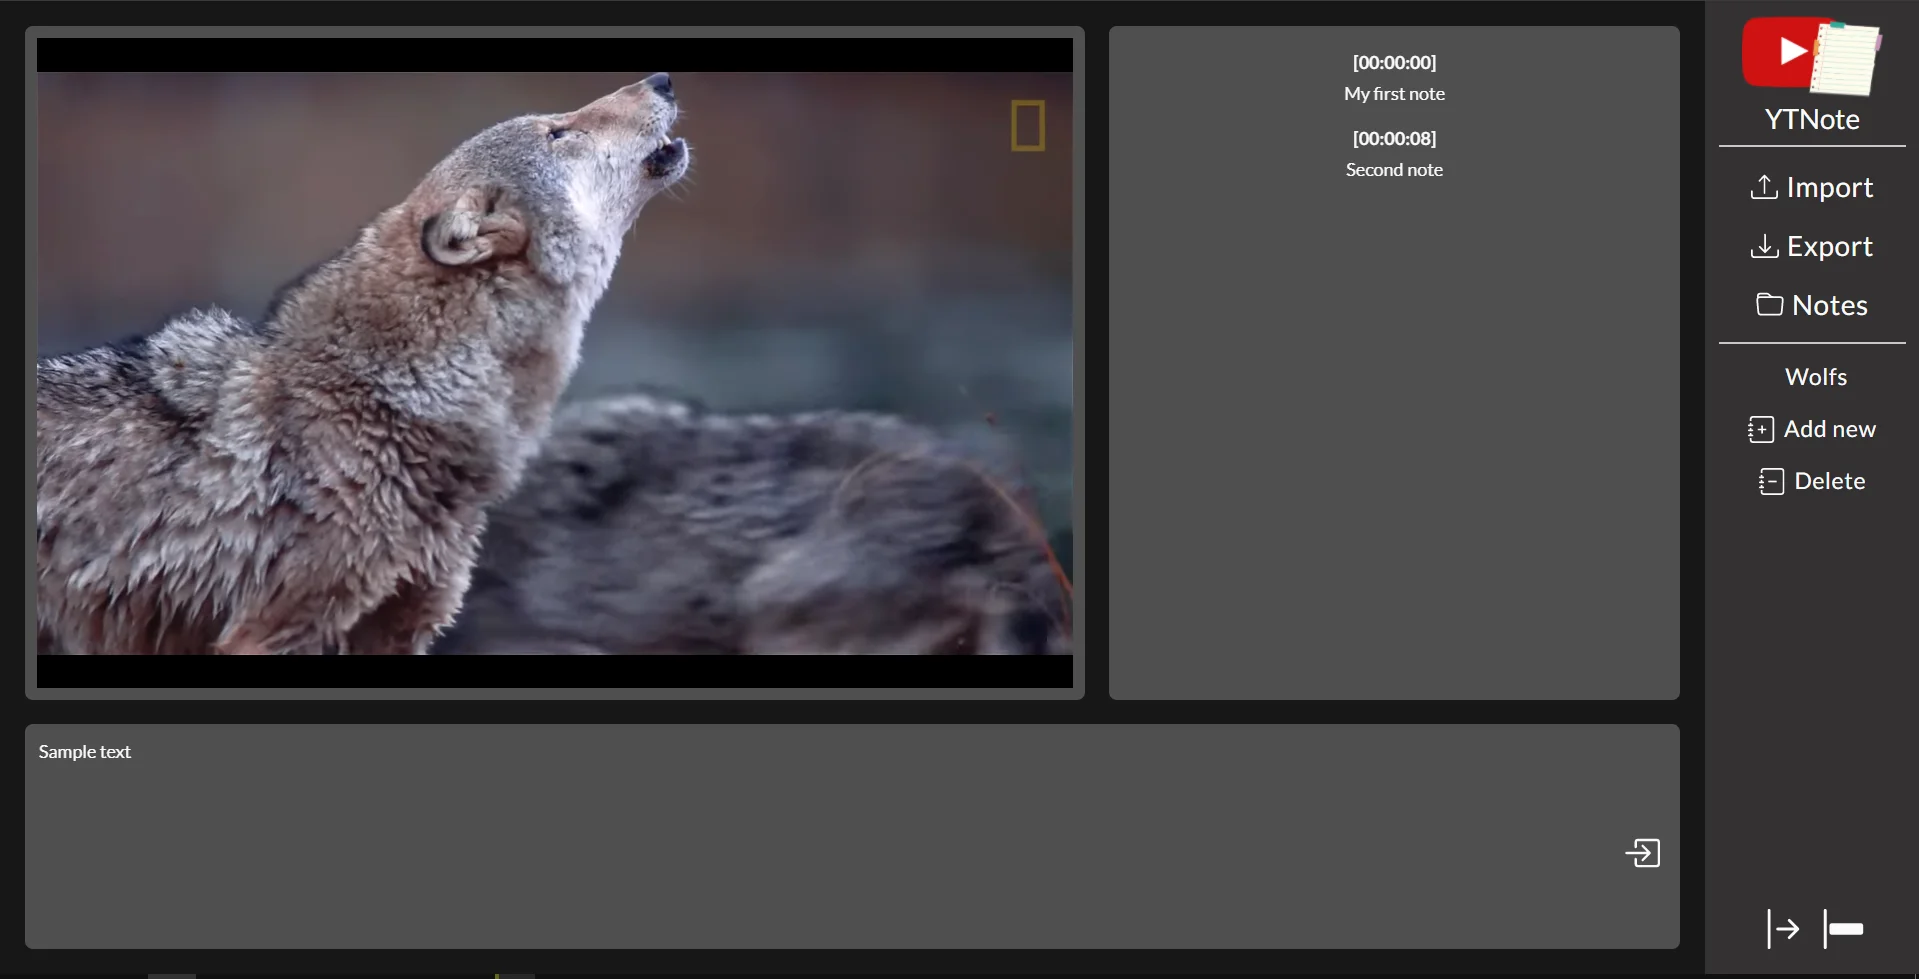 [00:00:00]
My first note
[00:00:08]
Second note
Sample text
YTNote
Import
Export
Notes
Wolfs
Add new
Delete